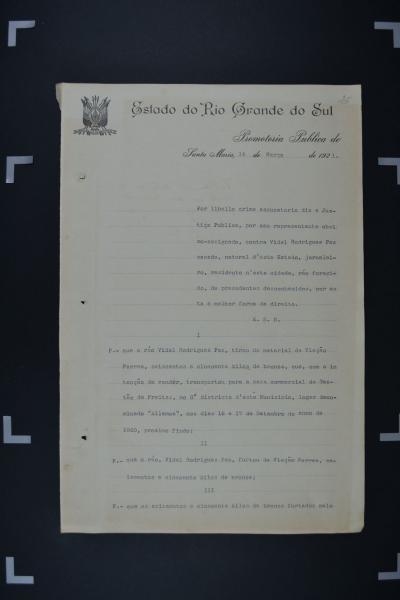 Estado do Rio Grande do Sul
Promotoria Publica de
Santa Maria, 14 de Março de 1921.
Por libello crime accusatorio diz a Jus-
tiça Publica, por seu representante abai-
xo-assignado, contra Vidal Rodrigues Paz
casado, natural d'este Estado, jornalei-
ro, residente n'este cidade, réo foragi-
do, de precedentes desconhecidos, por es-
ta e melhor forma de direito.
E. S. N.
I
P.- que o réo Vidal Rodrigues Paz, tirou do material da Viação
Ferrea, seiscentos e cincoenta kilos de bronze, que, com a in
tenção de vender, transportou para a casa commercial de
de Freitas, no 8º districto d'este Municipio, lugar deno-
minado "Allemoa", nos dias 16 e 17 de Setembro do anno de
1920, proximo findo;
II
P.- que o réo, Vidal Rodrigues Paz, furtou da Viação Ferrea, se-
iscentos e cincoenta kilos de bronze;
III
P.- que os seiscentos e cincoenta kilos de bronze furtados pelo